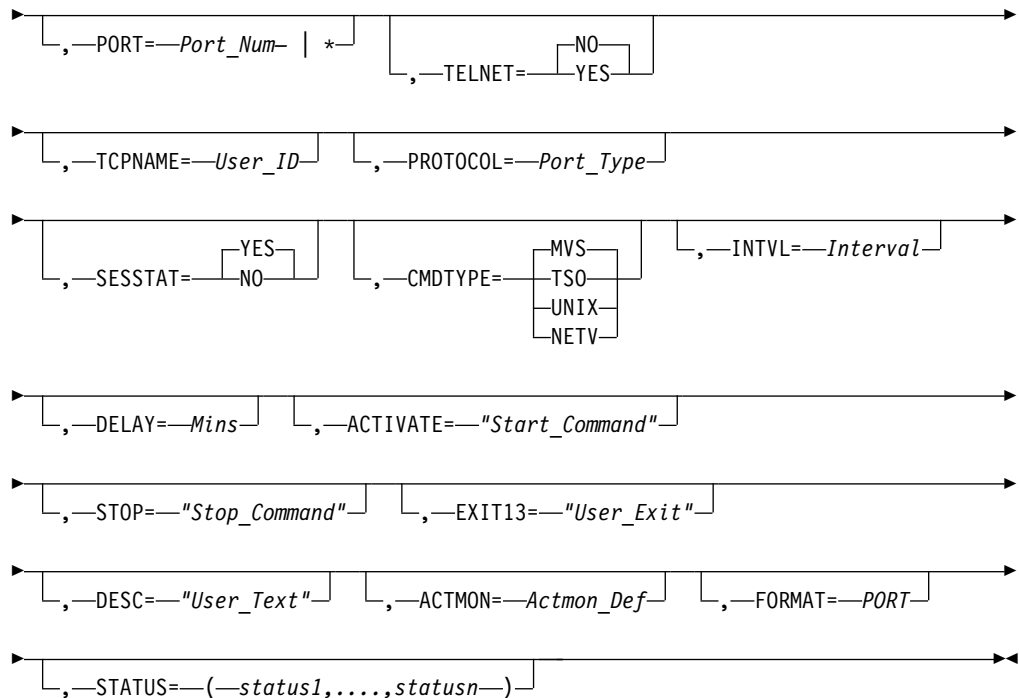 ,—PORT=—Port_Num— | *
,—TELNET=
NO
YES
,—TCPNAME=—User_ID
,—PROTOCOL=—Port_Type
,—SESSTAT=
YES
NO
,—CMDTYPE=
MVS
TSO
UNIX
NETV
,—INTVL=—Interval
,—DELAY=—Mins
,—ACTIVATE=—"Start_Command"
,—STOP=—"Stop_Command"
,—EXIT13=—"User_Exit"
,—DESC=—"User_Text"
,—ACTMON=—Actmon_Def
,—FORMAT=—PORT
,—STATUS=—(—status1,....,statusn—)